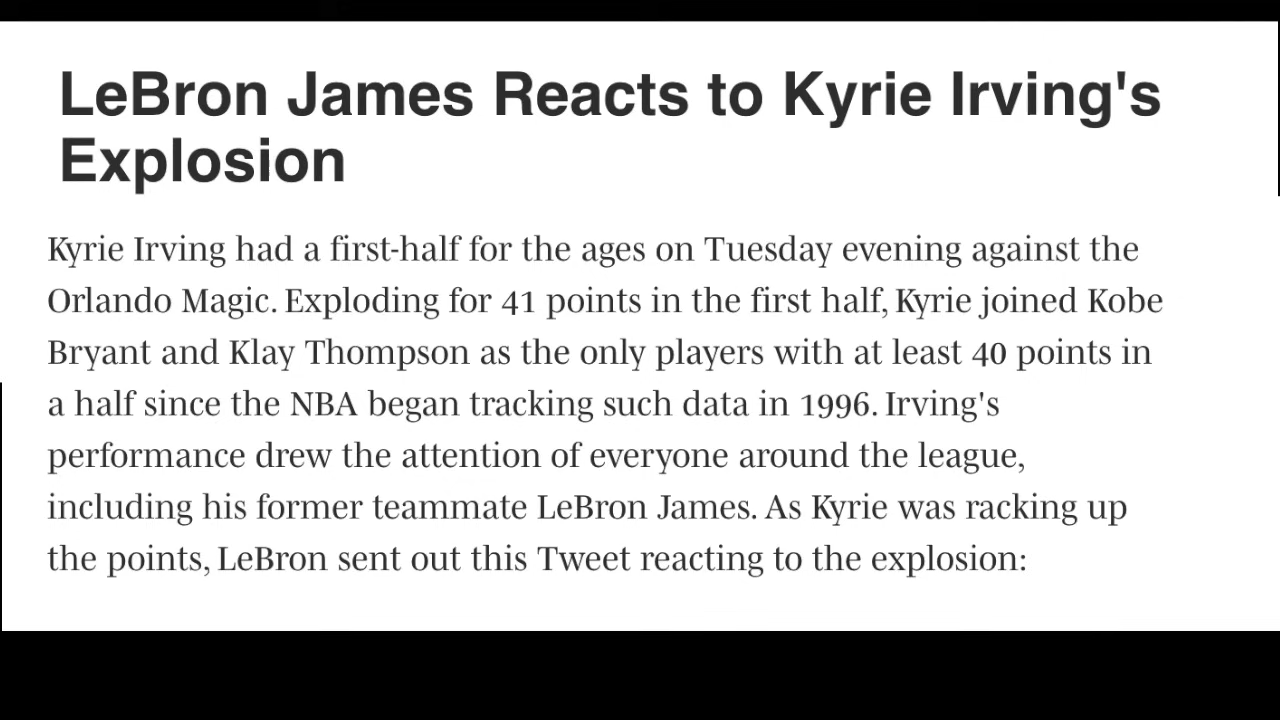 LeBron James Reacts to Kyrie Irving's
Explosion
Kyrie Irving had a first-half for the ages on Tuesday evening against the
Orlando Magic. Exploding for 41 points in the first half, Kyrie joined Kobe
Bryant and Klay Thompson as the only players with at least 40 points in
a half since the NBA began tracking such data in 1996. Irving's
performance drew the attention of everyone around the league,
including his former teammate LeBron James. As Kyrie was racking up
the points, LeBron sent out this Tweet reacting to the explosion: